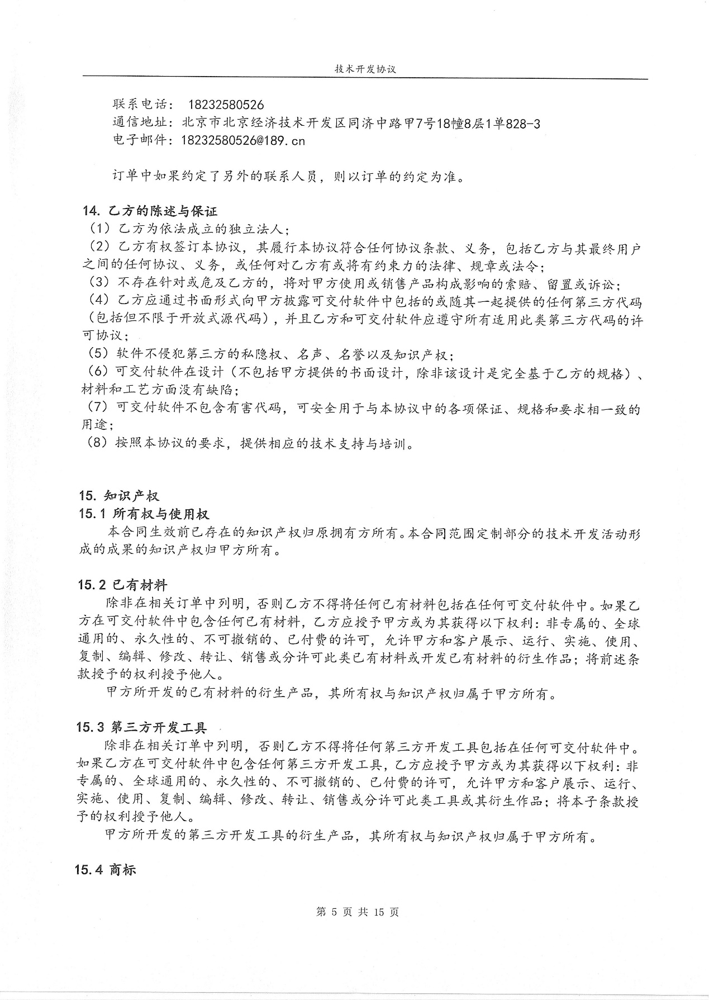 技术开发协议
联系电话： 18232580526
通信地址：北京市北京经济技术开发区同济中路甲7号18幢8层1单828-3
电子邮件：18232580526@189.cn
订单中如果约定了另外的联系人员，则以订单的约定为准。
14. 乙方的陈述与保证
（1）乙方为依法成立的独立法人；
（2）乙方有权签订本协议，其履行本协议符合任何协议条款、义务，包括乙方与其最终用户
之间的任何协议、义务，或任何对乙方有或将有约束力的法律、规章或法令；
（3）不存在针对或危及乙方的，将对甲方使用或销售产品构成影响的索赔、留置或诉讼；
（4）乙方应通过书面形式向甲方披露可交付软件中包括的或随其一起提供的任何第三方代码
（包括但不限于开放式源代码），并且乙方和可交付软件应遵守所有适用此类第三方代码的许
可协议；
（5）软件不侵犯第三方的私隐权、名声、名誉以及知识产权；
（6）可交付软件在设计（不包括甲方提供的书面设计，除非该设计是完全基于乙方的规格）、
材料和工艺方面没有缺陷；
（7）可交付软件不包含有害代码，可安全用于与本协议中的各项保证、规格和要求相一致的
用途；
（8）按照本协议的要求，提供相应的技术支持与培训。
15. 知识产权
15.1 所有权与使用权
本合同生效前已存在的知识产权归原拥有方所有。本合同范围定制部分的技术开发活动形
成的成果的知识产权归甲方所有。
15.2 已有材料
除非在相关订单中列明，否则乙方不得将任何已有材料包括在任何可交付软件中。如果乙
方在可交付软件中包含任何已有材料，乙方应授予甲方或为其获得以下权利：非专属的、全球
通用的、永久性的、不可撤销的、已付费的许可，允许甲方和客户展示、运行、实施、使用、
复制、编辑、修改、转让、销售或分许可此类已有材料或开发已有材料的衍生作品；将前述条
款授予的权利授予他人。
甲方所开发的已有材料的衍生产品，其所有权与知识产权归属于甲方所有。
15.3 第三方开发工具
除非在相关订单中列明，否则乙方不得将任何第三方开发工具包括在任何可交付软件中。
如果乙方在可交付软件中包含任何第三方开发工具，乙方应授予甲方或为其获得以下权利：非
专属的、全球通用的、永久性的、不可撤销的、已付费的许可，允许甲方和客户展示、运行、
实施、使用、复制、编辑、修改、转让、销售或分许可此类工具或其衍生作品；将本子条款授
予的权利授予他人。
甲方所开发的第三方开发工具的衍生产品，其所有权与知识产权归属于甲方所有。
15.4 商标
第 5 页 共 15 页